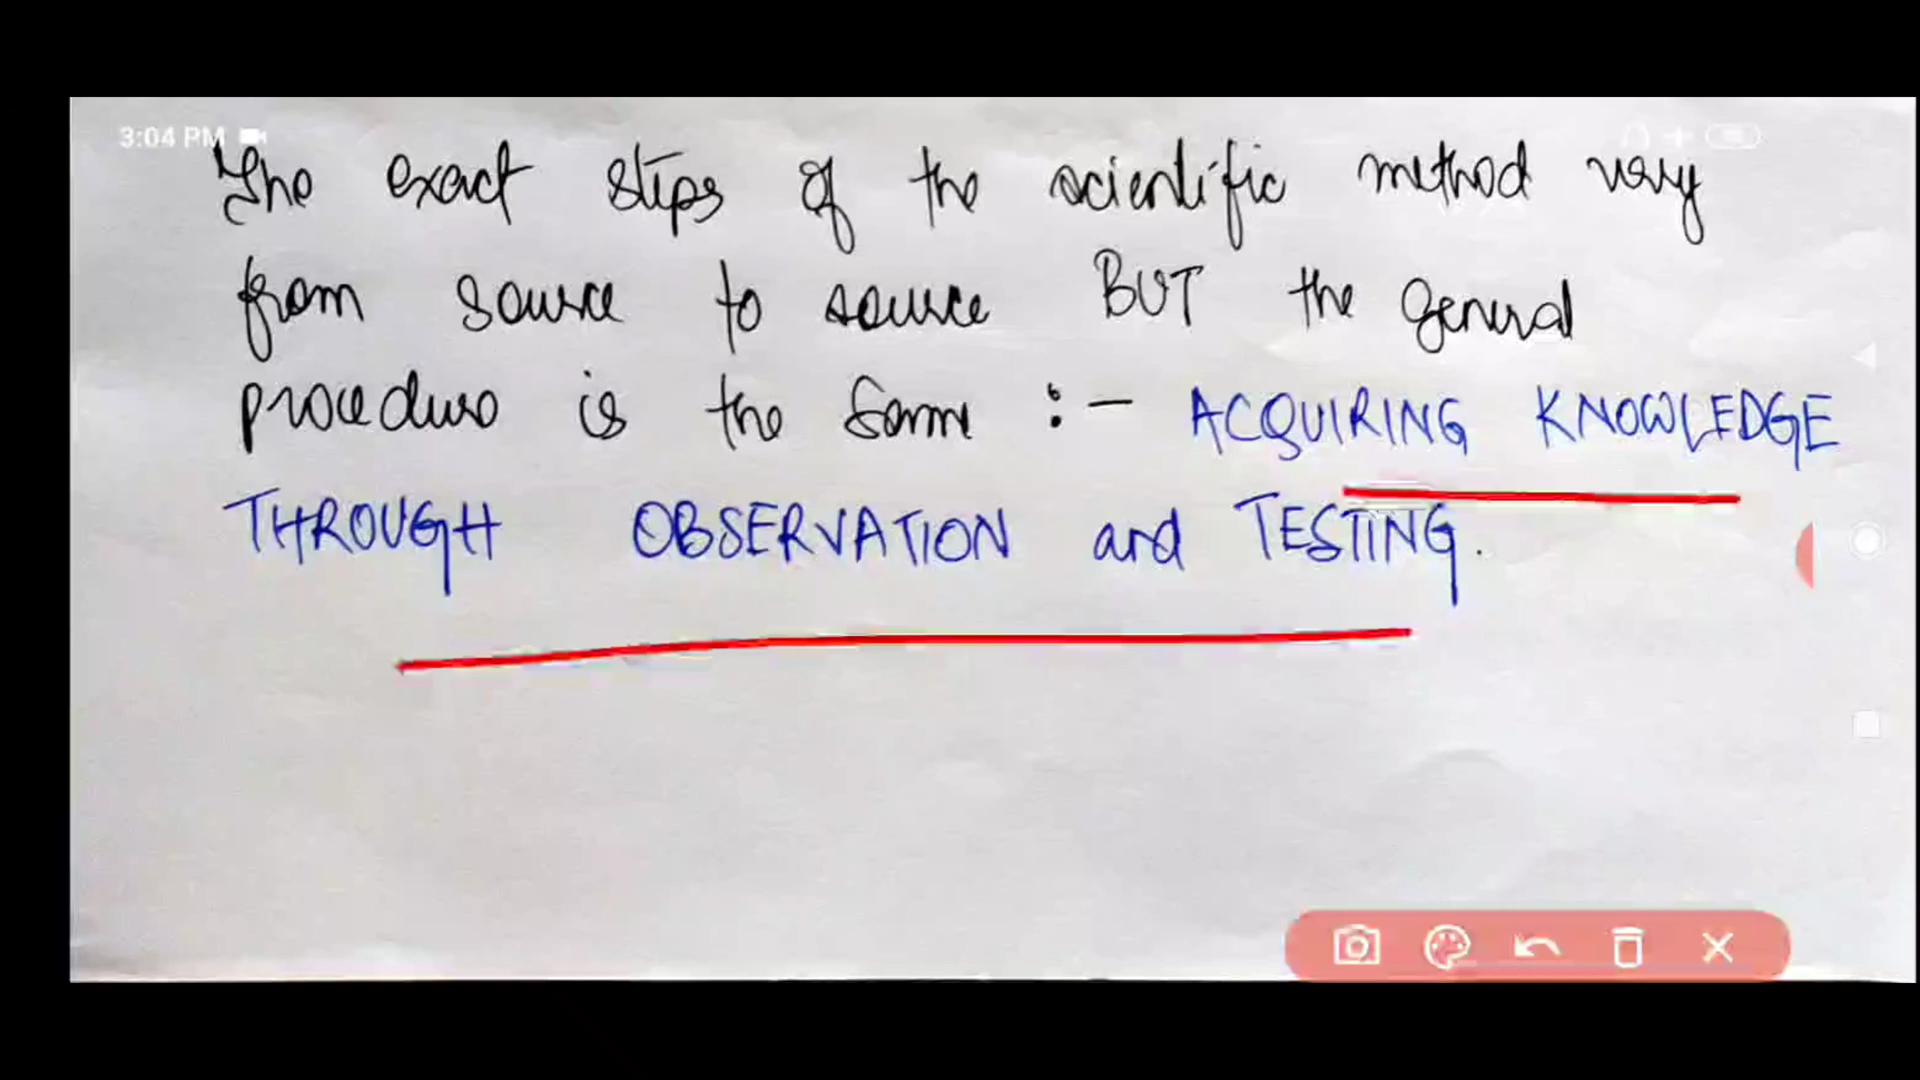 3:04 PM
The exact steps of the scientific method vary
from source to source BUT the general
procedure is the same :- ACQUIRING KNOWLEDGE
THROUGH OBSERVATION and TESTING.